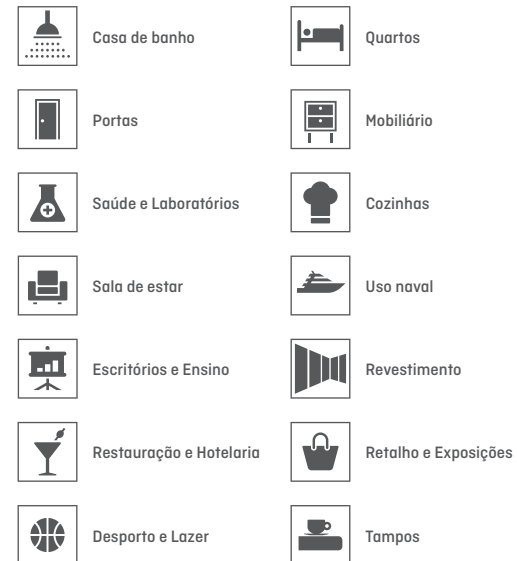 Casa de banho
Quartos
Portas
Mobiliário
Saúde e Laboratórios
Cozinhas
Sala de estar
Uso naval
Escritórios e Ensino
Revestimento
Restauração e Hotelaria
Retalho e Exposições
Desporto e Lazer
Tampos